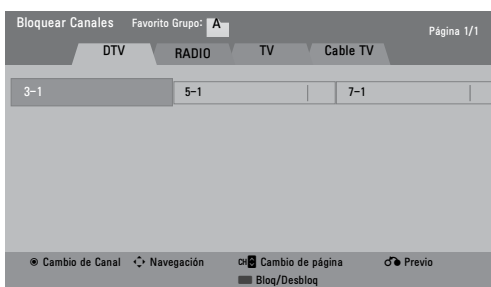 Bloquear Canales Favorito Grupo: A Página 1/1
DTV RADIO TV Cable TV
3-1 5-1 7-1
Cambio de Canal Navegación CH Cambio de página Previo
Bloq/Desbloq